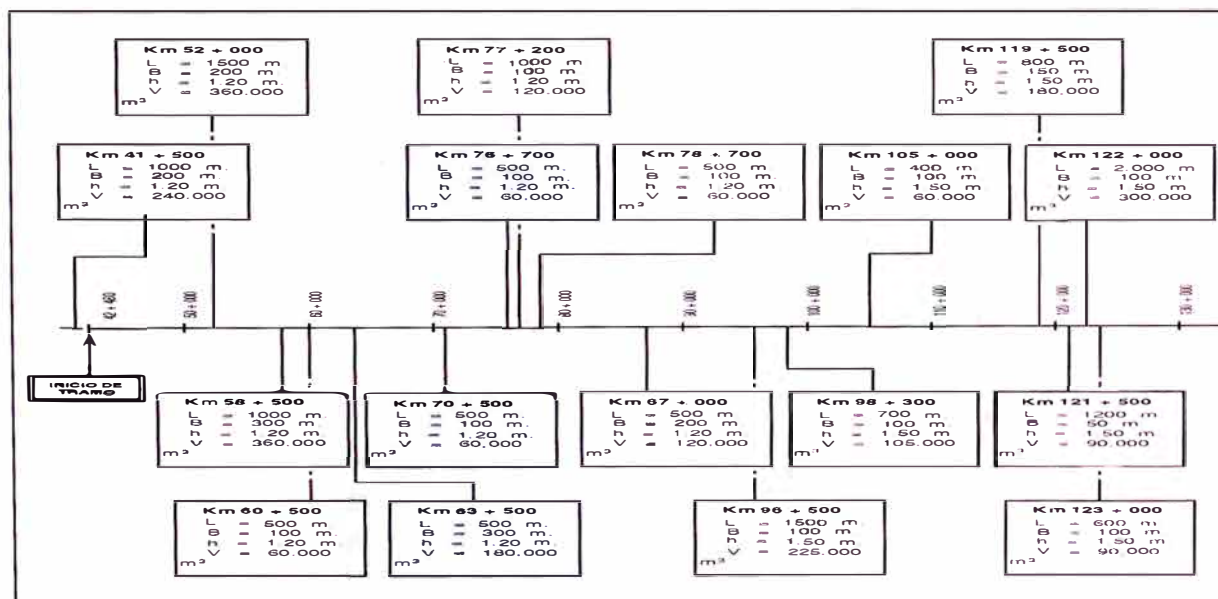 Km 52 + 000
L = 1500 m
B = 200 m.
h = 1.20 m.
V = 360.000
m³
Km 77 + 200
L = 1000 m
B = 100 m
h = 1.20 m
V = 120.000
m³
Km 119 + 500
L = 800 m
B = 150 m
h = 1.50 m
V = 180.000
m³
Km 41 + 500
L = 1000 m.
B = 200 m
h = 1.20 m.
V = 240.000
m³
Km 76 + 700
L = 500 m.
B = 100 m
h = 1.20 m
V = 60.000
m³
Km 78 + 700
L = 500 m
B = 100 m
h = 1.20 m
V = 60.000
m³
Km 105 + 000
L = 400 m
B = 100 m
h = 1.50 m
V = 60.000
m³
Km 122 + 000
L = 2.000 m
B = 100 m
h = 1.50 m
V = 300.000
m³
42 + 480
50 + 000
60 + 000
70 + 000
80 + 000
90 + 000
100 + 000
110 + 000
120 + 000
130 + 000
INICIO DE
TRAMO
Km 58 + 500
L = 1000 m
B = 300 m.
h = 1.20 m
V = 360.000
m³
Km 70 + 500
L = 500 m.
B = 100 m
h = 1.20 m.
V = 60.000
m³
Km 67 + 000
L = 500 m
B = 200 m
h = 1.20 m
V = 120.000
m³
Km 98 + 300
L = 700 m
B = 100 m.
h = 1.50 m
V = 105.000
m³
Km 121 + 500
L = 1200 m
B = 50 m
h = 1.50 m
V = 90.000
m³
Km 60 + 500
L = 500 m.
B = 100 m
h = 1.20 m
V = 60.000
m³
Km 63 + 500
L = 500 m
B = 300 m
h = 1.20 m
V = 180.000
m³
Km 96 + 500
L = 1500 m
B = 100 m
h = 1.50 m
V = 225.000
m³
Km 123 + 000
L = 600 m
B = 100 m
h = 1.50 m
V = 90.000
m³